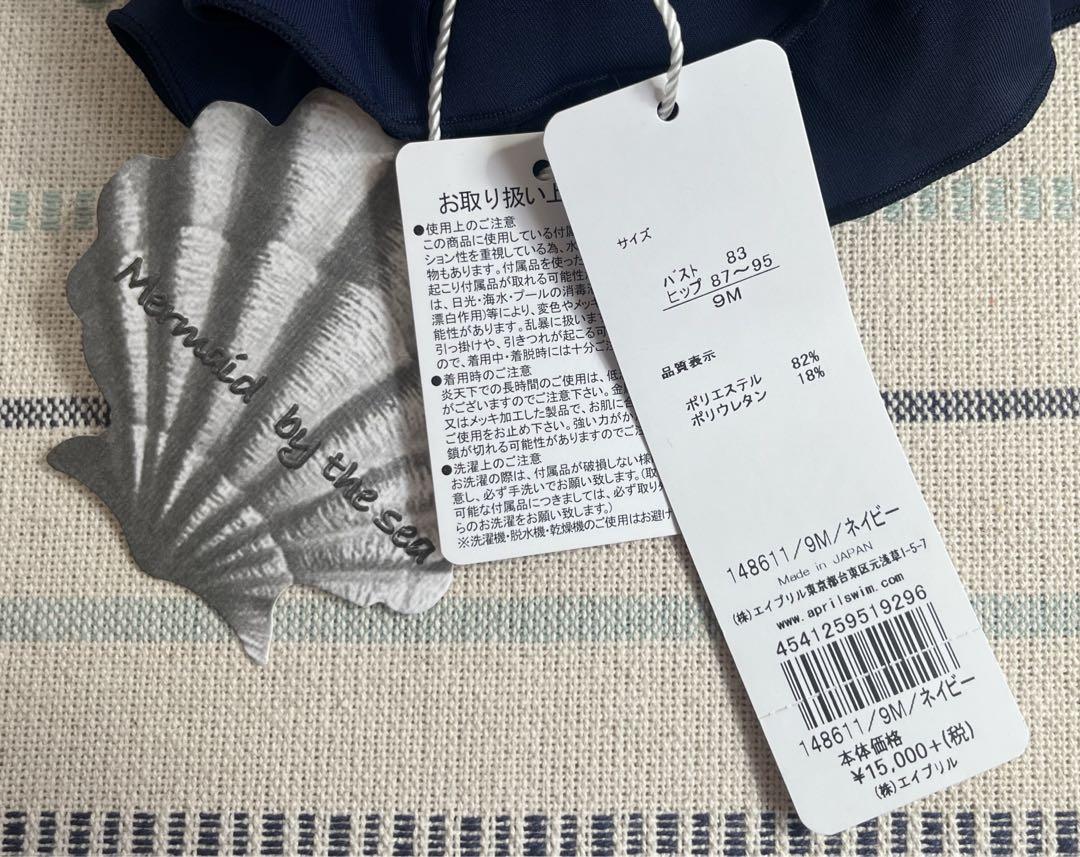 Mermaid by the sea
お取り扱い上
●使用上のご注意
この商品に使用している付属
ション性を重視している為、水
物もあります。付属品を使った
起こり付属品が取れる可能性
は、日光・海水・プールの消毒
漂白作用)等により、変色やメッ
能性があります。乱暴に扱いま
引っ掛けや、引きつれが起こる可
ので、着用中・着脱時には十分ご注
●着用時のご注意
炎天下での長時間のご使用は、低
がございますのでご注意下さい。金
又はメッキ加工した製品で、お肌に
ご使用をお止め下さい。強い力がか
鎖が切れる可能性がありますのでご注
●洗濯上のご注意
お洗濯の際は、付属品が破損しない様
意し、必ず手洗いでお願い致します。(取
可能な付属品につきましては、必ず取り
らのお洗濯をお願い致します。)
※洗濯機・脱水機・乾燥機のご使用はお避け
サイズ
バスト 83
ヒップ 87〜95
9M
品質表示
ポリエステル 82%
ポリウレタン 18%
148611/9M/ネイビー
Made in JAPAN
(株)エイプリル東京都台東区元浅草1-5-7
www.aprilswim.com
4541259519296
148611/9M/ネイビー
本体価格
¥15,000+(税)
(株)エイプリル